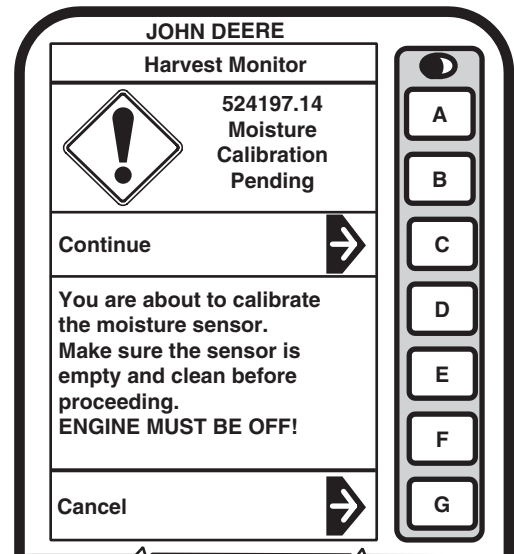 JOHN DEERE
Harvest Monitor
524197.14
Moisture
Calibration
Pending
Continue
You are about to calibrate
the moisture sensor.
Make sure the sensor is
empty and clean before
proceeding.
ENGINE MUST BE OFF!
Cancel
A
B
C
D
E
F
G